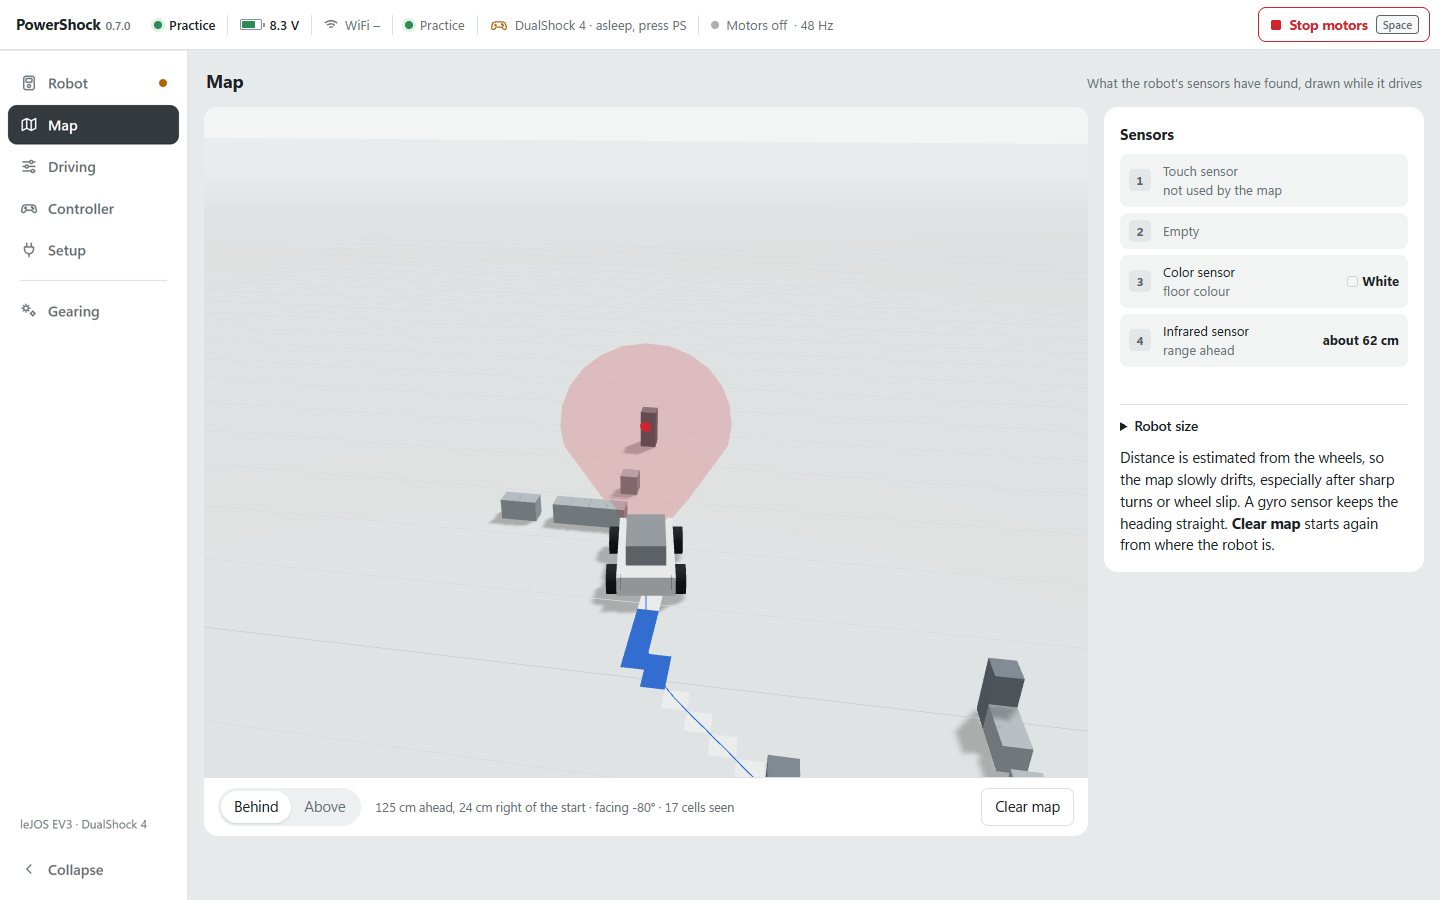 PowerShock 0.7.0 Practice 8.3 V WiFi – Practice DualShock 4 · asleep, press PS Motors off · 48 Hz Stop motors Space
Robot
Map
Driving
Controller
Setup
Gearing
leJOS EV3 · DualShock 4
Collapse
Map
What the robot's sensors have found, drawn while it drives
Behind Above 125 cm ahead, 24 cm right of the start · facing -80° · 17 cells seen Clear map
Sensors
1 Touch sensor
not used by the map
2 Empty
3 Color sensor
floor colour
White
4 Infrared sensor
range ahead
about 62 cm
Robot size
Distance is estimated from the wheels, so
the map slowly drifts, especially after sharp
turns or wheel slip. A gyro sensor keeps the
heading straight. Clear map starts again
from where the robot is.